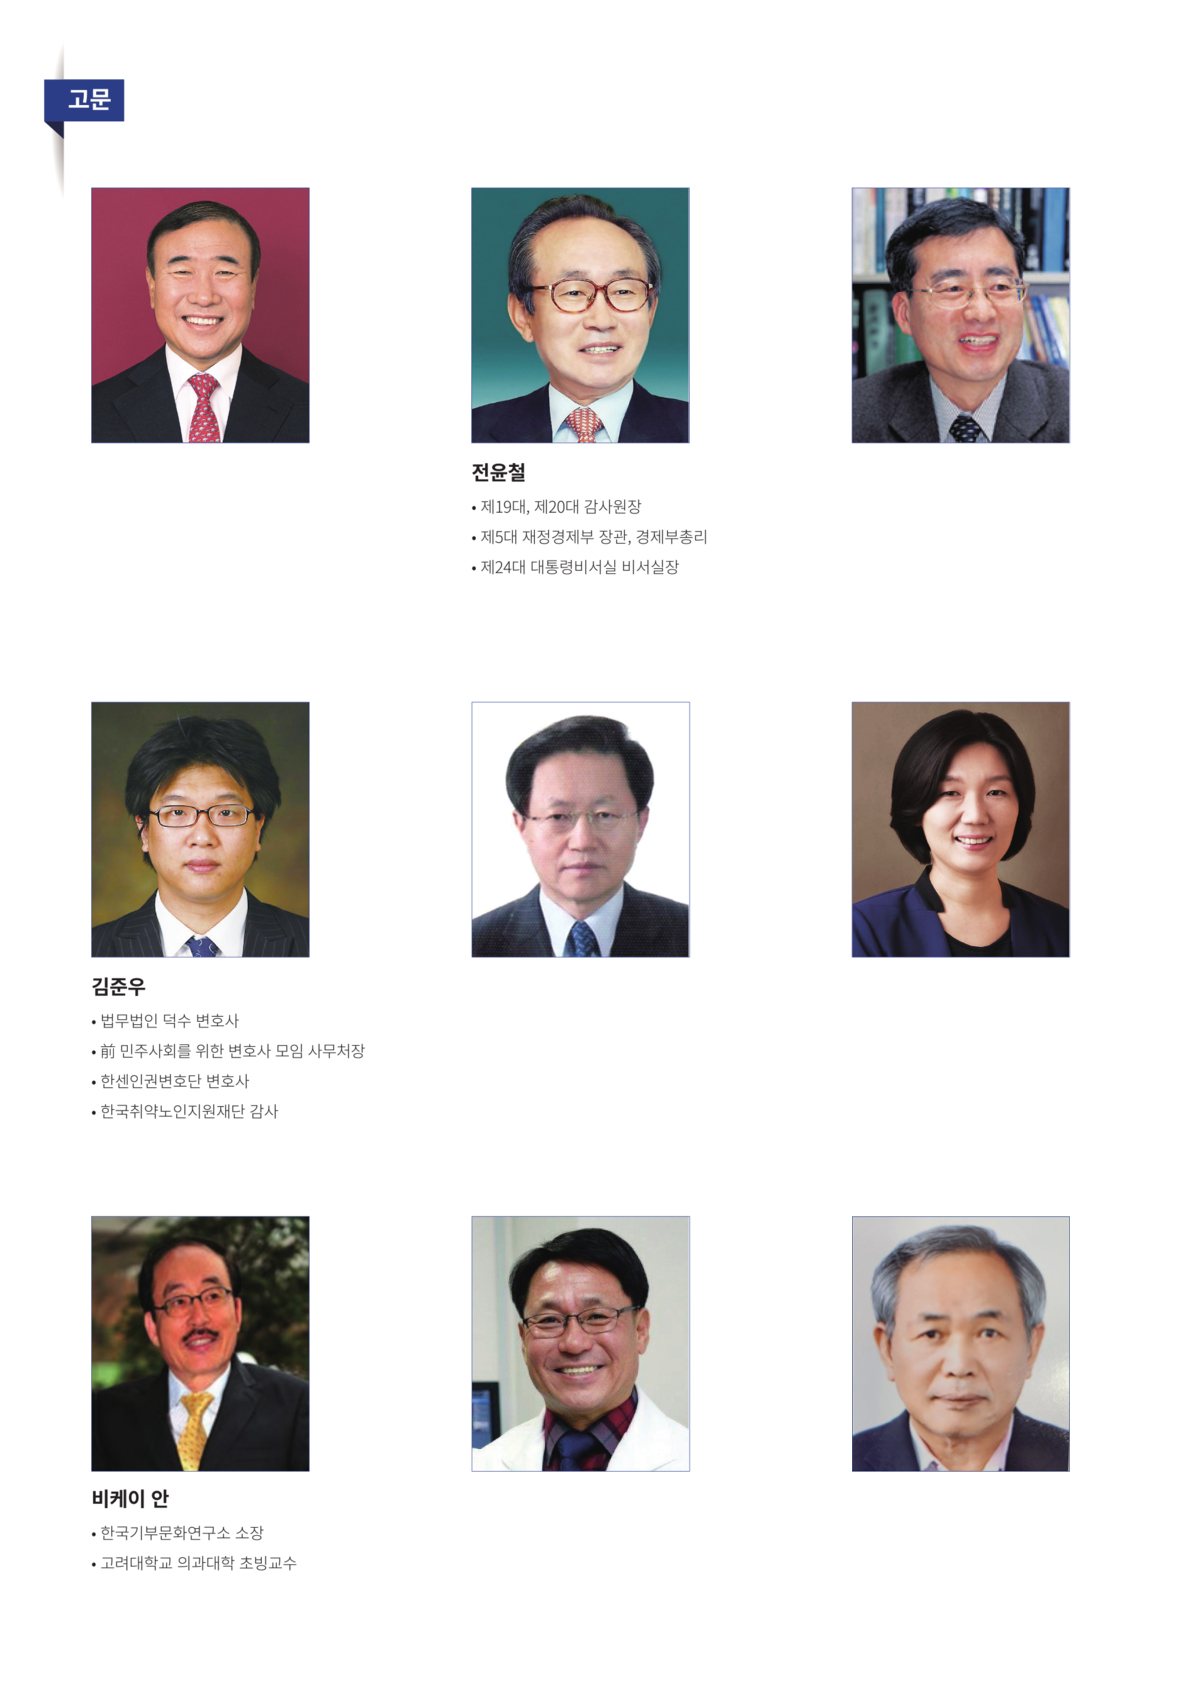 고문
전윤철
• 제19대, 제20대 감사원장
• 제5대 재정경제부 장관, 경제부총리
• 제24대 대통령비서실 비서실장
김준우
• 법무법인 덕수 변호사
• 前 민주사회를 위한 변호사 모임 사무처장
• 한센인권변호단 변호사
• 한국취약노인지원재단 감사
비케이 안
• 한국기부문화연구소 소장
• 고려대학교 의과대학 초빙교수